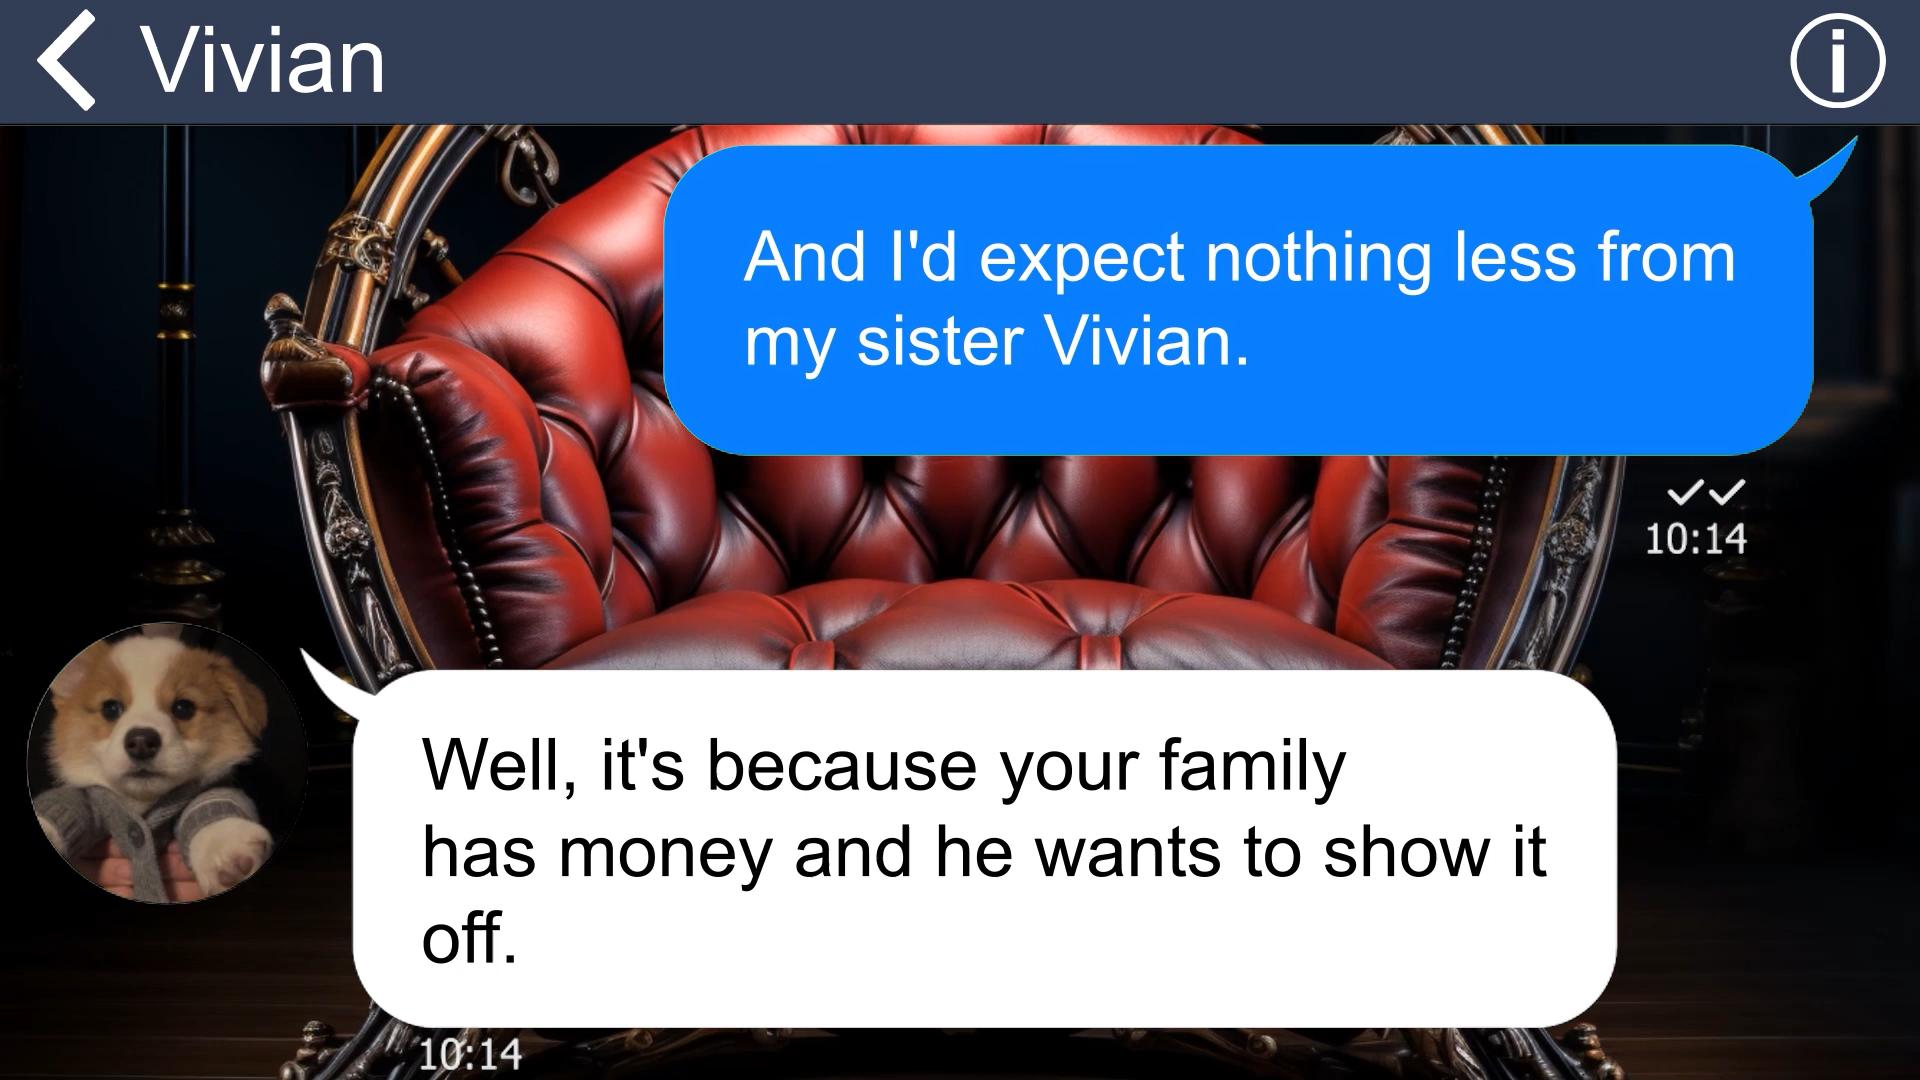 Vivian
And I'd expect nothing less from
my sister Vivian.
10:14
Well, it's because your family
has money and he wants to show it
off.
10:14